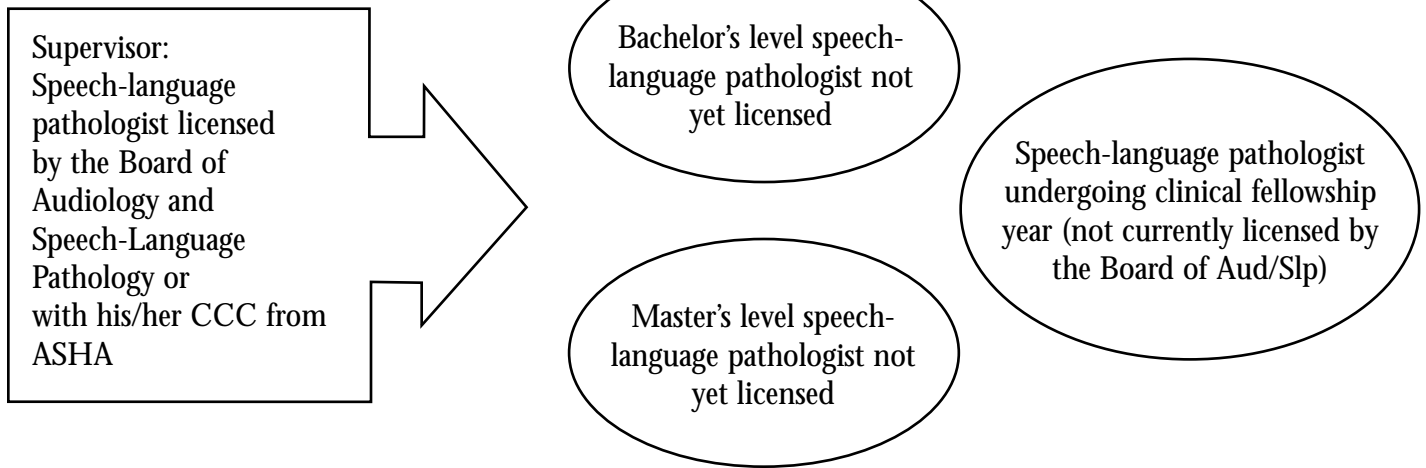 Supervisor:
Speech-language
pathologist licensed
by the Board of
Audiology and
Speech-Language
Pathology or
with his/her CCC from
ASHA
Bachelor's level speech-
language pathologist not
yet licensed
Master's level speech-
language pathologist not
yet licensed
Speech-language pathologist
undergoing clinical fellowship
year (not currently licensed by
the Board of Aud/Slp)